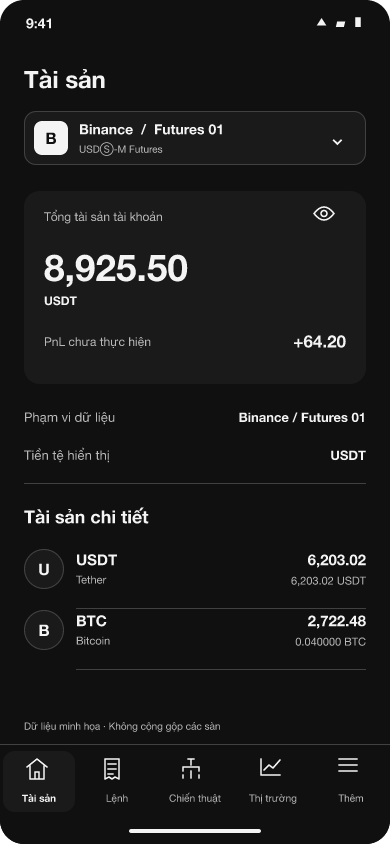 9:41
Tài sản
B
Binance / Futures 01
USDⓈ-M Futures
Tổng tài sản tài khoản
8,925.50
USDT
PnL chưa thực hiện
+64.20
Phạm vi dữ liệu
Binance / Futures 01
Tiền tệ hiển thị
USDT
Tài sản chi tiết
U
USDT
6,203.02
Tether
6,203.02 USDT
B
BTC
2,722.48
Bitcoin
0.040000 BTC
Dữ liệu minh họa · Không cộng gộp các sàn
Tài sản
Lệnh
Chiến thuật
Thị trường
Thêm